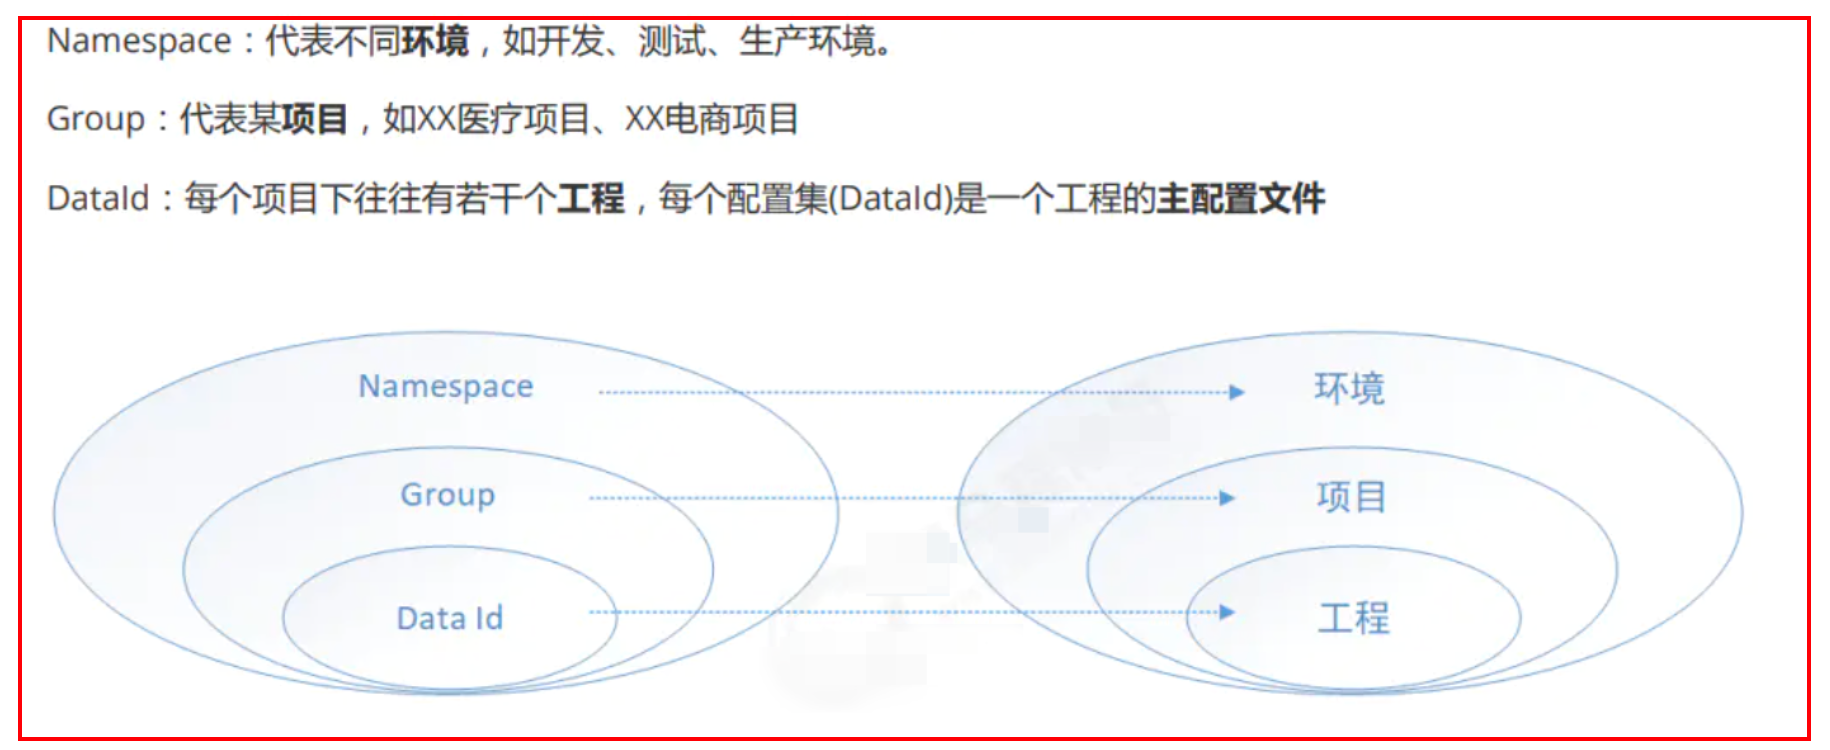 Namespace：代表不同环境，如开发、测试、生产环境。
Group：代表某项目，如XX医疗项目、XX电商项目
DataId：每个项目下往往有若干个工程，每个配置集(DataId)是一个工程的主配置文件
Namespace
环境
Group
项目
Data Id
工程